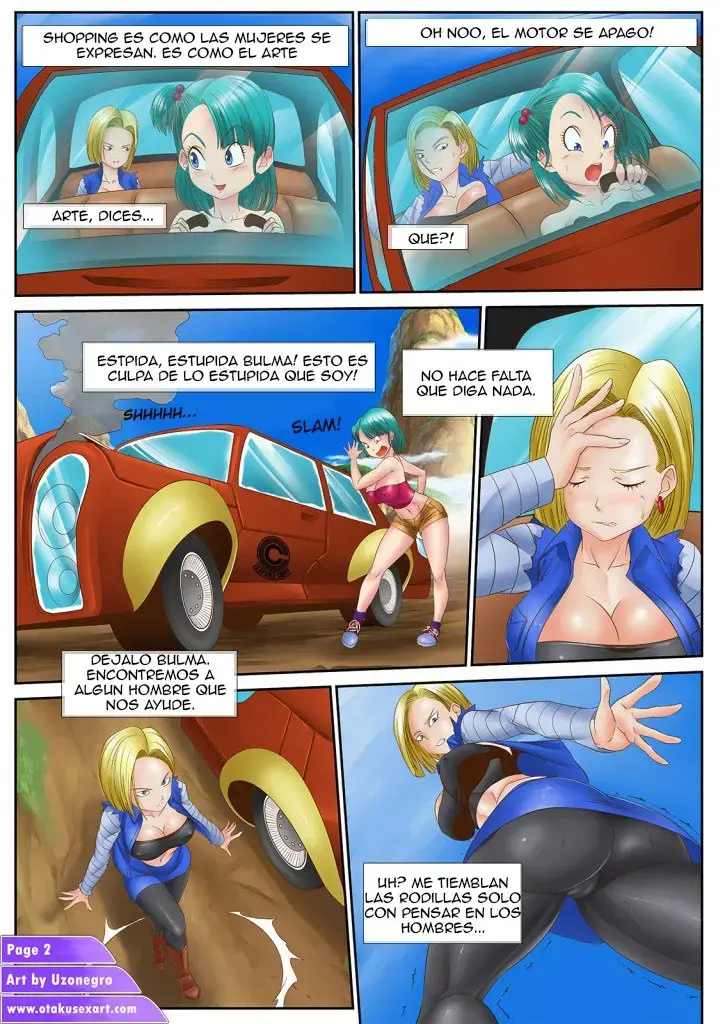 SHOPPING ES COMO LAS MUJERES SE
EXPRESAN. ES COMO EL ARTE
ARTE, DICES...
OH NOO, EL MOTOR SE APAGO!
QUE?!
ESTPIDA, ESTUPIDA BULMA! ESTO ES
CULPA DE LO ESTUPIDA QUE SOY!
SHHHHH...
SLAM!
NO HACE FALTA
QUE DIGA NADA.
DEJALO BULMA.
ENCONTREMOS A
ALGUN HOMBRE QUE
NOS AYUDE.
UH? ME TIEMBLAN
LAS RODILLAS SOLO
CON PENSAR EN LOS
HOMBRES...
Page 2
Art by Uzonegro
www.otakusexart.com